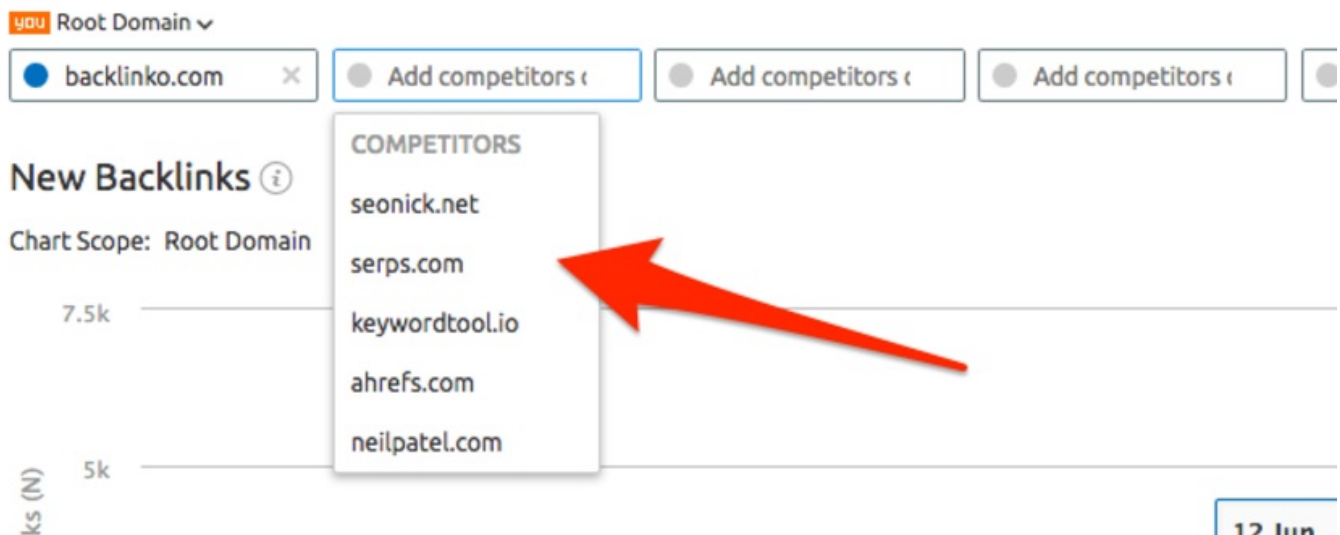 you Root Domain
backlinko.com × Add competitors Add competitors Add competitors
COMPETITORS
New Backlinks i
seonick.net
Chart Scope: Root Domain
serps.com
7.5k
keywordtool.io
ahrefs.com
neilpatel.com
5k
ks (N)
12 Jun